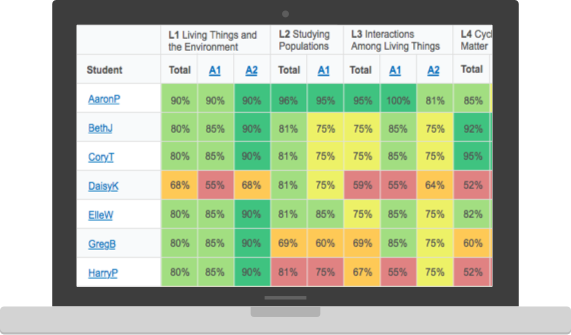 L1 Living Things and the Environment L2 Studying Populations L3 Interactions Among Living Things L4 Cycl Matter
Student Total A1 A2 Total A1 Total A1 A2 Total
AaronP 90% 90% 90% 96% 95% 95% 100% 81% 85%
BethJ 80% 85% 90% 81% 75% 75% 85% 75% 92%
CoryT 80% 85% 90% 81% 75% 75% 85% 75% 95%
DaisyK 68% 55% 68% 81% 75% 59% 55% 64% 52%
ElleW 80% 85% 90% 81% 85% 75% 85% 75% 82%
GregB 80% 85% 90% 69% 60% 69% 85% 75% 60%
HarryP 80% 85% 90% 81% 75% 67% 55% 75% 52%